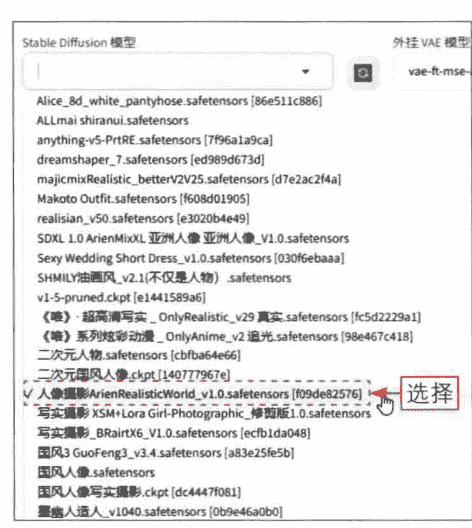 Stable Diffusion 模型
外挂 VAE 模型
vae-ft-mse-
Alice_8d_white_pantyhose.safetensors [86e511c886]
ALLmai shiranui.safetensors
anything-v5-PrtRE.safetensors [7f96a1a9ca]
dreamshaper_7.safetensors [ed989d673d]
majicmixRealistic_betterV2V25.safetensors [d7e2ac2f4a]
Makoto Outfit.safetensors [f608d01905]
realisian_v50.safetensors [e3020b4e49]
SDXL 1.0 ArienMixXL 亚洲人像 亚洲人像_V1.0.safetensors
Sexy Wedding Short Dress_v1.0.safetensors [030f6ebaaa]
SHMILY油画风_v2.1(不仅是人物）.safetensors
v1-5-pruned.ckpt [e1441589a6]
《唯》· 超高清写实 _ OnlyRealistic_v29 真实.safetensors [fc5d2229a1]
《唯》系列炫彩动漫 _ OnlyAnime_v2 追光.safetensors [98e467c418]
二次元人物.safetensors [cbfba64e66]
二次元国风人像.ckpt [140777967e]
✓ 人像摄影ArienRealisticWorld_v1.0.safetensors [f09de82576]
选择
写实摄影 XSM+Lora Girl-Photographic_修剪版1.0.safetensors
写实摄影_BRairtX6_V1.0.safetensors [ecfb1da048]
国风3 GuoFeng3_v3.4.safetensors [a83e25fe5b]
国风人像.safetensors
国风人像写实摄影.ckpt [dc4447f081]
墨幽人造人_v1040.safetensors [0b9e46a0b0]